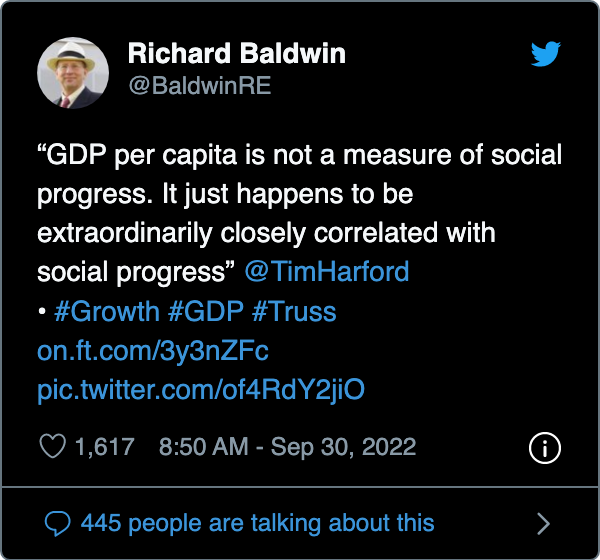 Richard Baldwin
@BaldwinRE
“GDP per capita is not a measure of social
progress. It just happens to be
extraordinarily closely correlated with
social progress” @TimHarford
• #Growth #GDP #Truss
on.ft.com/3y3nZFc
pic.twitter.com/of4RdY2jiO
1,617 8:50 AM - Sep 30, 2022
445 people are talking about this